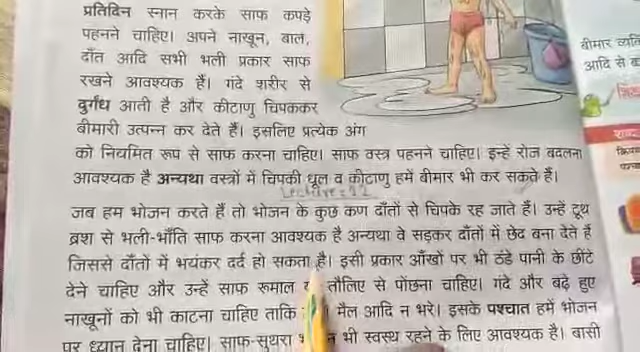 प्रतिदिन स्नान करके साफ कपड़े
पहनने चाहिए। अपने नाखून, बाल,
दाँत आदि सभी भली प्रकार साफ
रखने आवश्यक हैं। गंदे शरीर से
दुर्गंध आती है और कीटाणु चिपककर
बीमारी उत्पन्न कर देते हैं। इसलिए प्रत्येक अंग
को नियमित रूप से साफ करना चाहिए। साफ वस्त्र पहनने चाहिए। इन्हें रोज बदलना
आवश्यक है अन्यथा वस्त्रों में चिपकी धूल व कीटाणु हमें बीमार भी कर सकते हैं।
Lecture=12
जब हम भोजन करते हैं तो भोजन के कुछ कण दाँतों से चिपके रह जाते हैं। उन्हें टूथ
ब्रश से भली-भाँति साफ करना आवश्यक है अन्यथा वे सड़कर दाँतों में छेद बना देते हैं
जिससे दाँतों में भयंकर दर्द हो सकता है। इसी प्रकार आँखों पर भी ठंडे पानी के छींटे
देने चाहिए और उन्हें साफ रूमाल तौलिए से पोंछना चाहिए। गंदे और बढ़े हुए
नाखूनों को भी काटना चाहिए ताकि मैल आदि न भरे। इसके पश्चात हमें भोजन
पर ध्यान देना चाहिए। साफ-सुथरा भी स्वस्थ रहने के लिए आवश्यक है। बासी
बीमार
आदि से